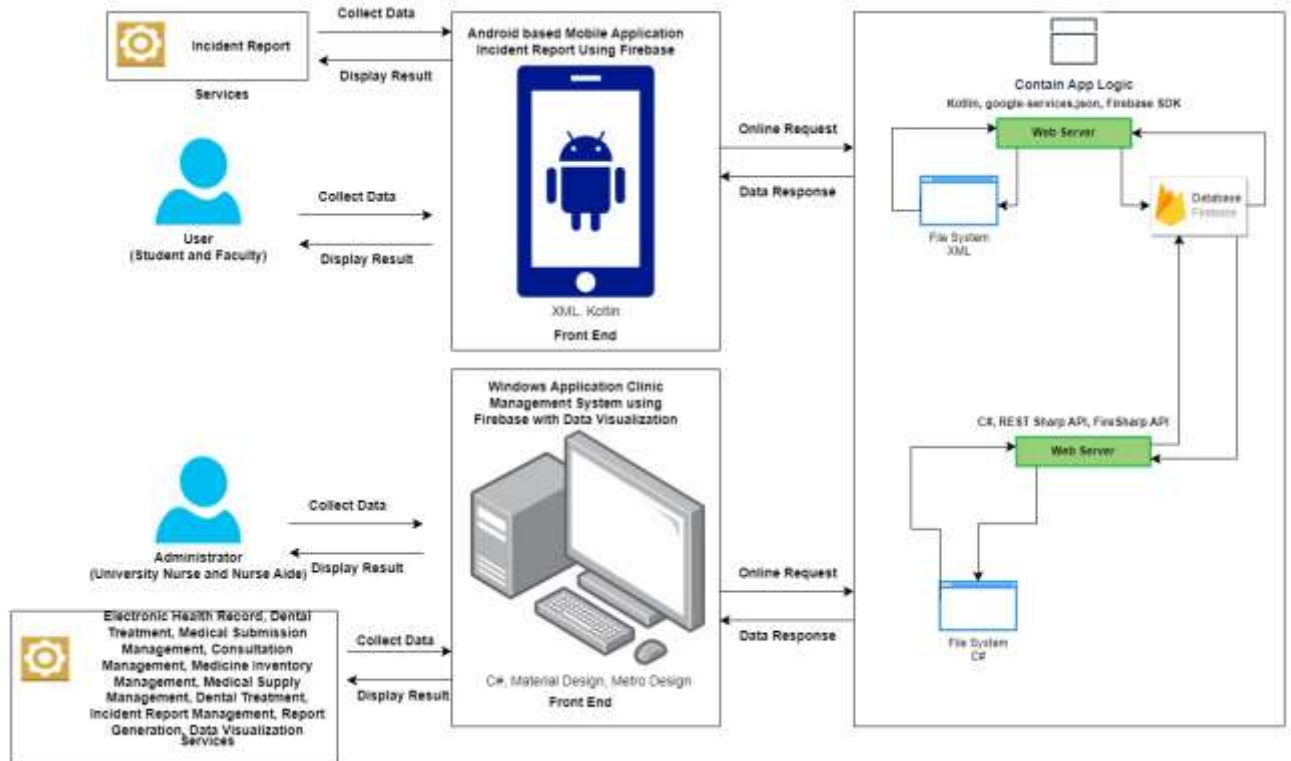 Collect Data
Incident Report
Display Result
Services
Android based Mobile Application
Incident Report Using Firebase
XML, Kotlin
Front End
User
(Student and Faculty)
Collect Data
Display Result
Online Request
Data Response
Contain App Logic
Kotlin, google-services.json, Firebase SDK
Web Server
Database
Firebase
File System
XML
Windows Application Clinic
Management System using
Firebase with Data Visualization
C#, Material Design, Metro Design
Front End
Administrator
(University Nurse and Nurse Aide)
Collect Data
Display Result
Electronic Health Record, Dental
Treatment, Medical Submission
Management, Consultation
Management, Medicine Inventory
Management, Medical Supply
Management, Dental Treatment,
Incident Report Management, Report
Generation, Data Visualization
Services
Collect Data
Display Result
Online Request
Data Response
C#, REST Sharp API, FireSharp API
Web Server
File System
C#